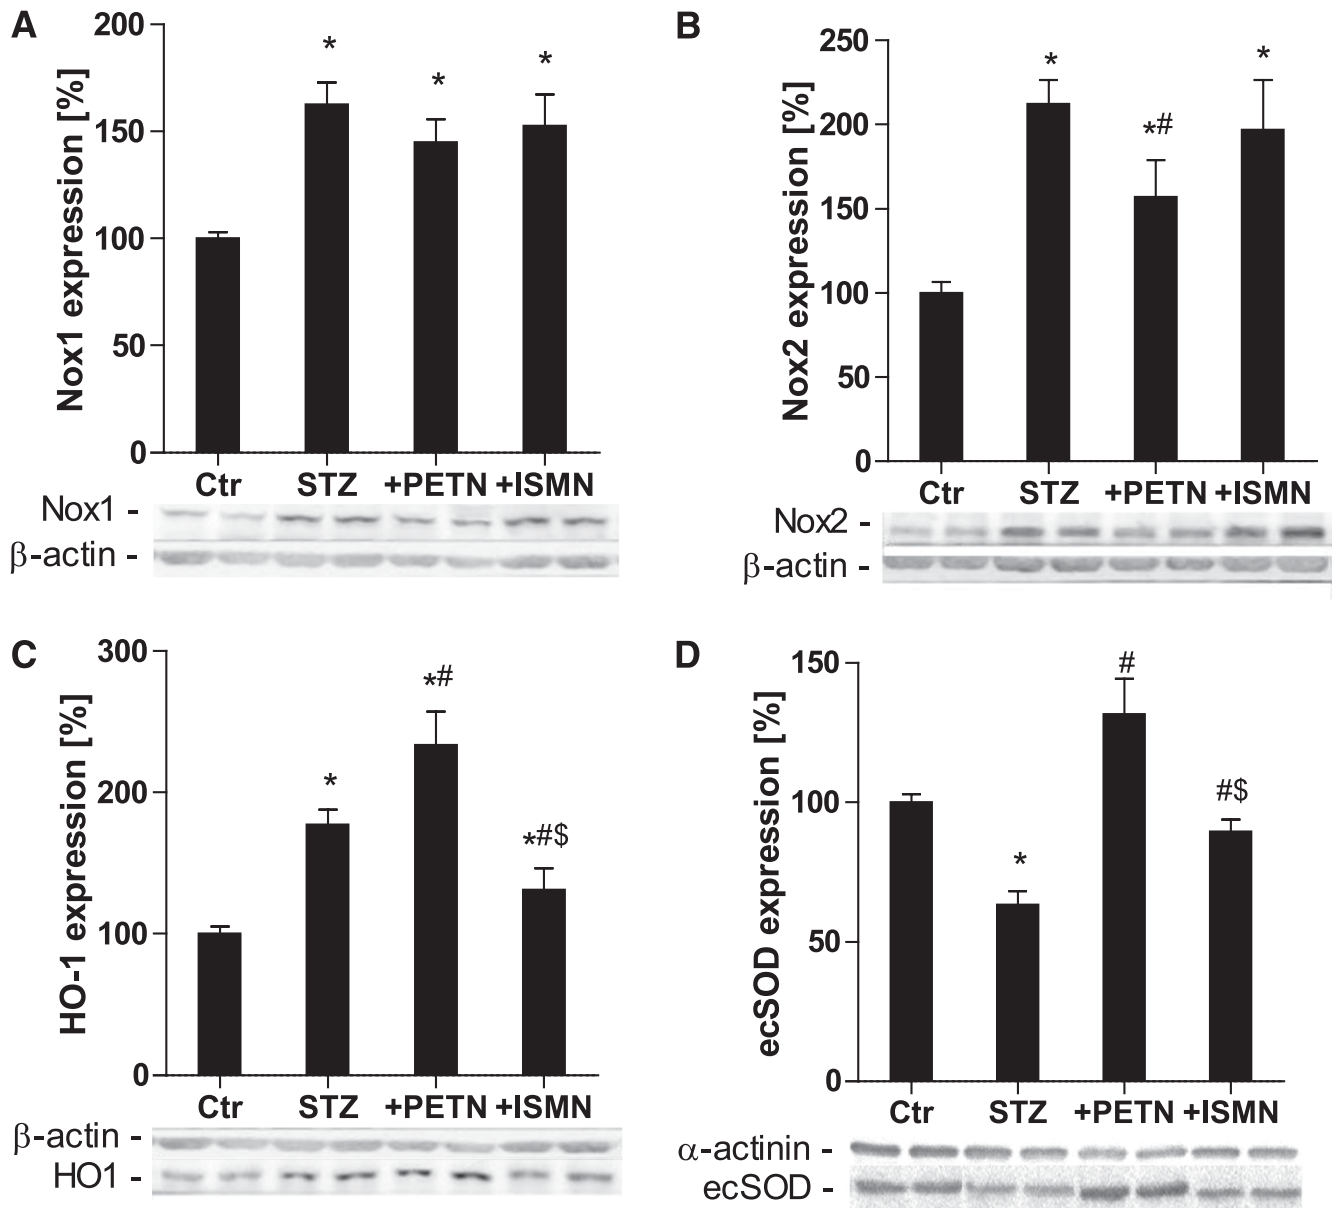 A
Nox1 expression [%]
200
150
100
50
0
*
*
*
Ctr STZ +PETN +ISMN
Nox1 -
β-actin -
B
Nox2 expression [%]
250
200
150
100
50
0
*
*#
*
Ctr STZ +PETN +ISMN
Nox2 -
β-actin -
C
HO-1 expression [%]
300
200
100
0
*
*#
*#$
Ctr STZ +PETN +ISMN
β-actin -
HO1 -
D
ecSOD expression [%]
150
100
50
0
*
#
#$
Ctr STZ +PETN +ISMN
α-actinin -
ecSOD -